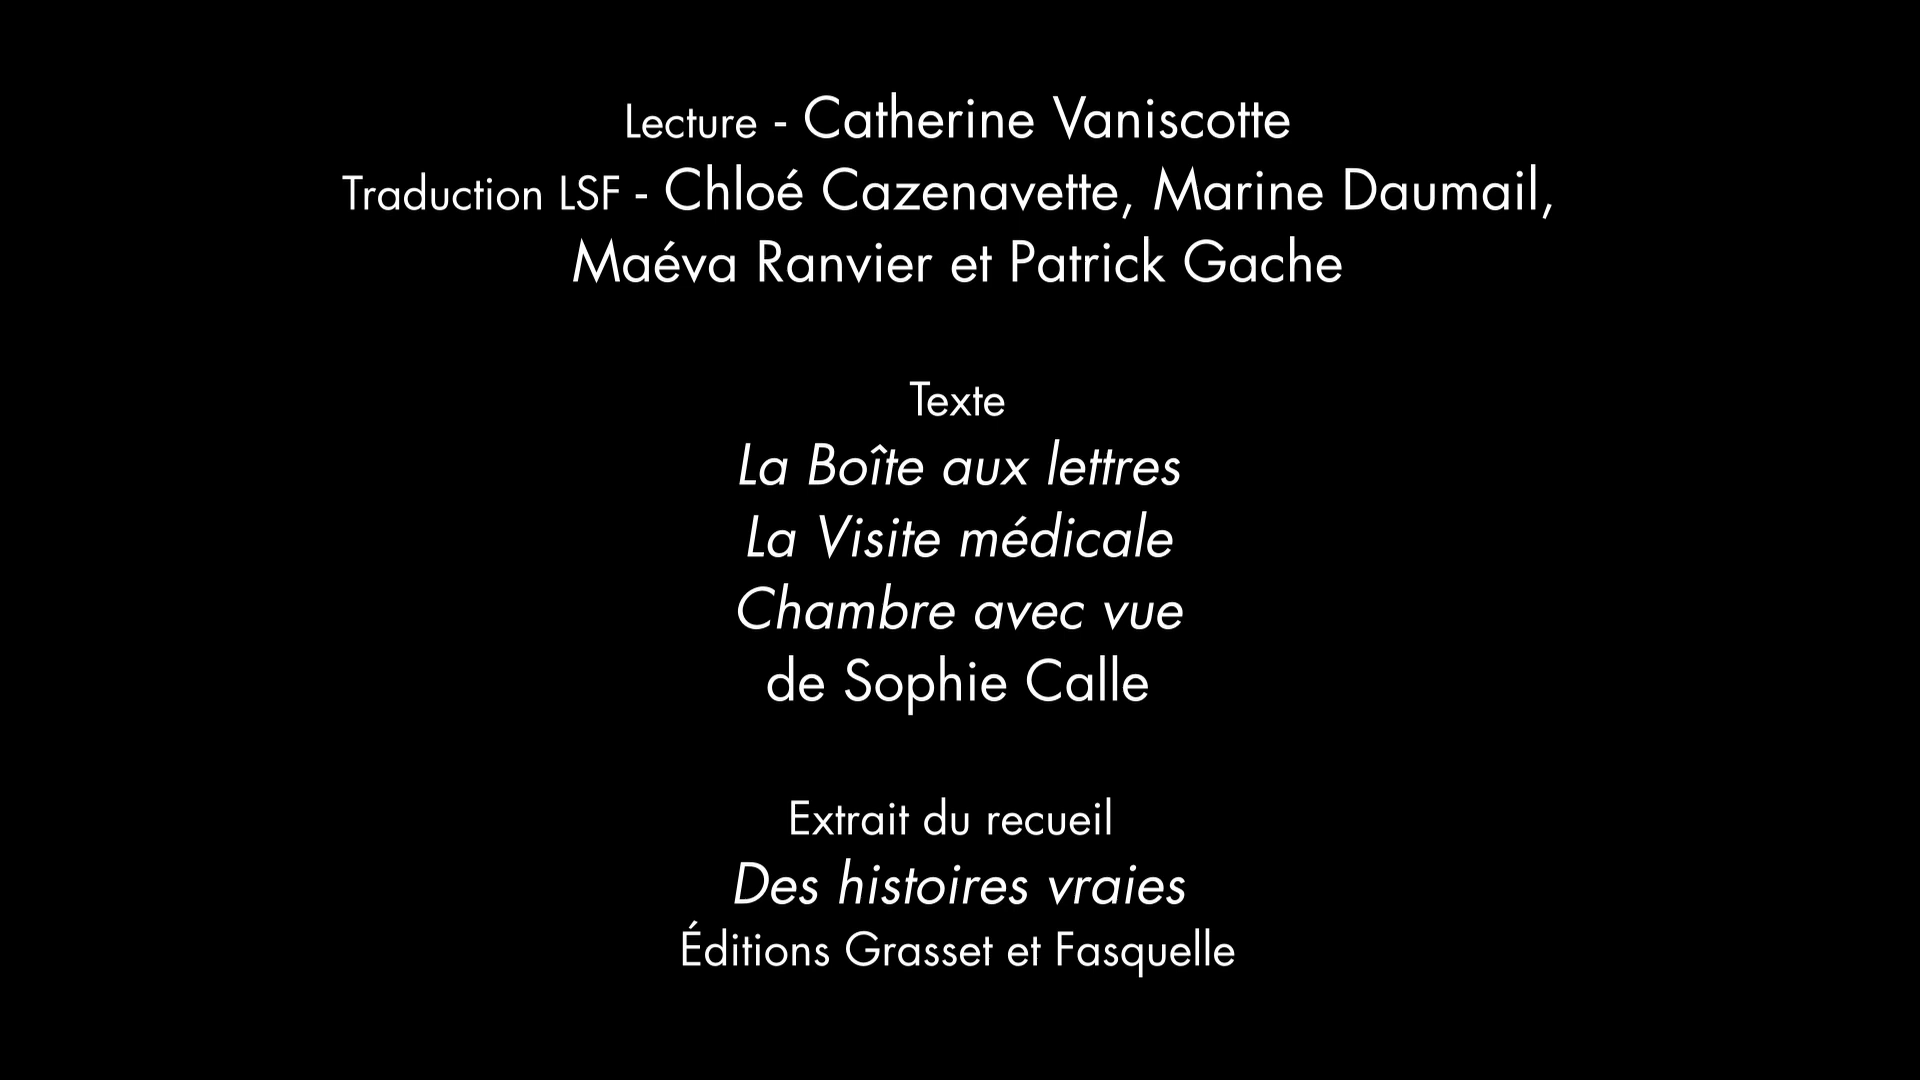 Lecture - Catherine Vaniscotte
Traduction LSF - Chloé Cazenavette, Marine Daumail,
Maéva Ranvier et Patrick Gache
Texte
La Boîte aux lettres
La Visite médicale
Chambre avec vue
de Sophie Calle
Extrait du recueil
Des histoires vraies
Éditions Grasset et Fasquelle